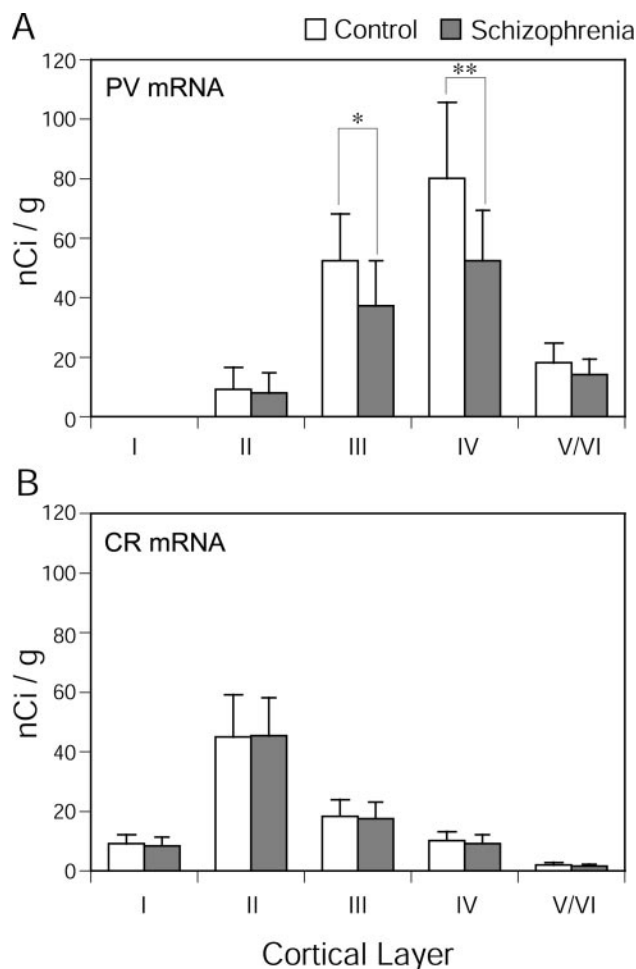 A
Control Schizophrenia
PV mRNA
120
100
80
60
40
20
0
nCi / g
*
**
I II III IV V/VI
B
CR mRNA
120
100
80
60
40
20
0
nCi / g
I II III IV V/VI
Cortical Layer